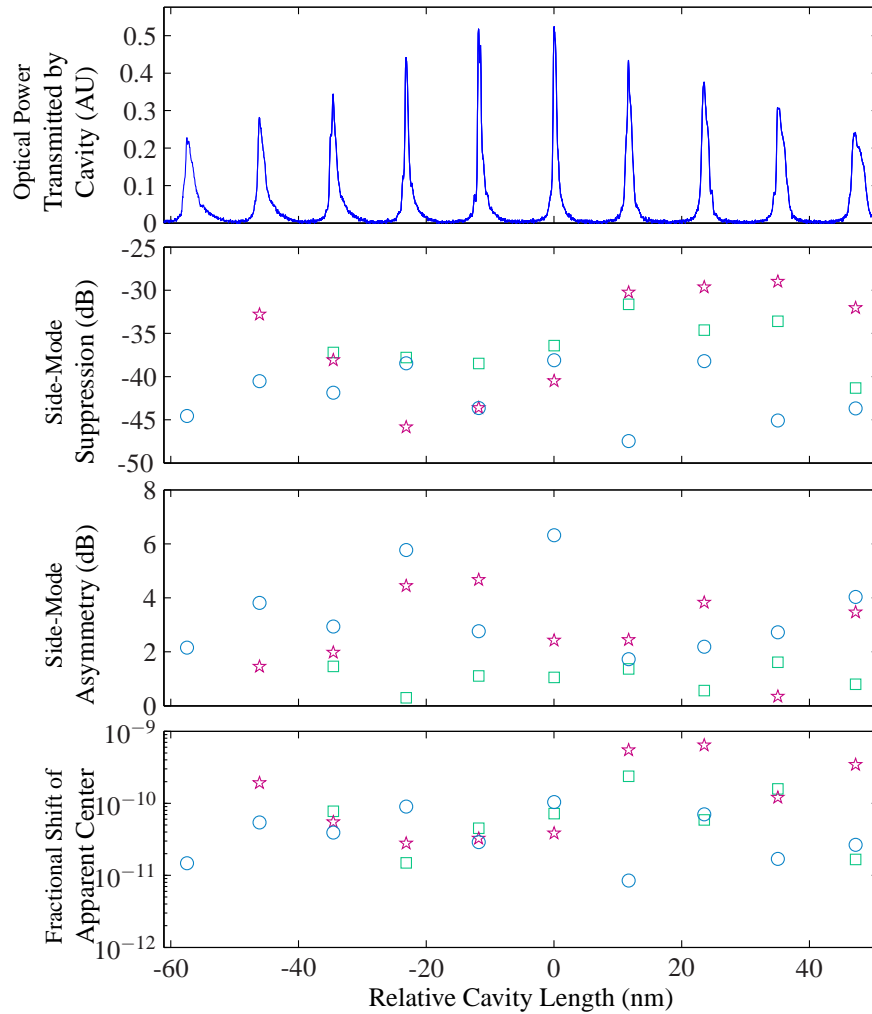 0.5
0.4
0.3
0.2
0.1
0
Optical Power
Transmitted by
Cavity (AU)
-25
-30
-35
-40
-45
-50
Side-Mode
Suppression (dB)
8
6
4
2
0
Side-Mode
Asymmetry (dB)
10⁻⁹
10⁻¹⁰
10⁻¹¹
10⁻¹²
Fractional Shift of
Apparent Center
-60 -40 -20 0 20 40
Relative Cavity Length (nm)